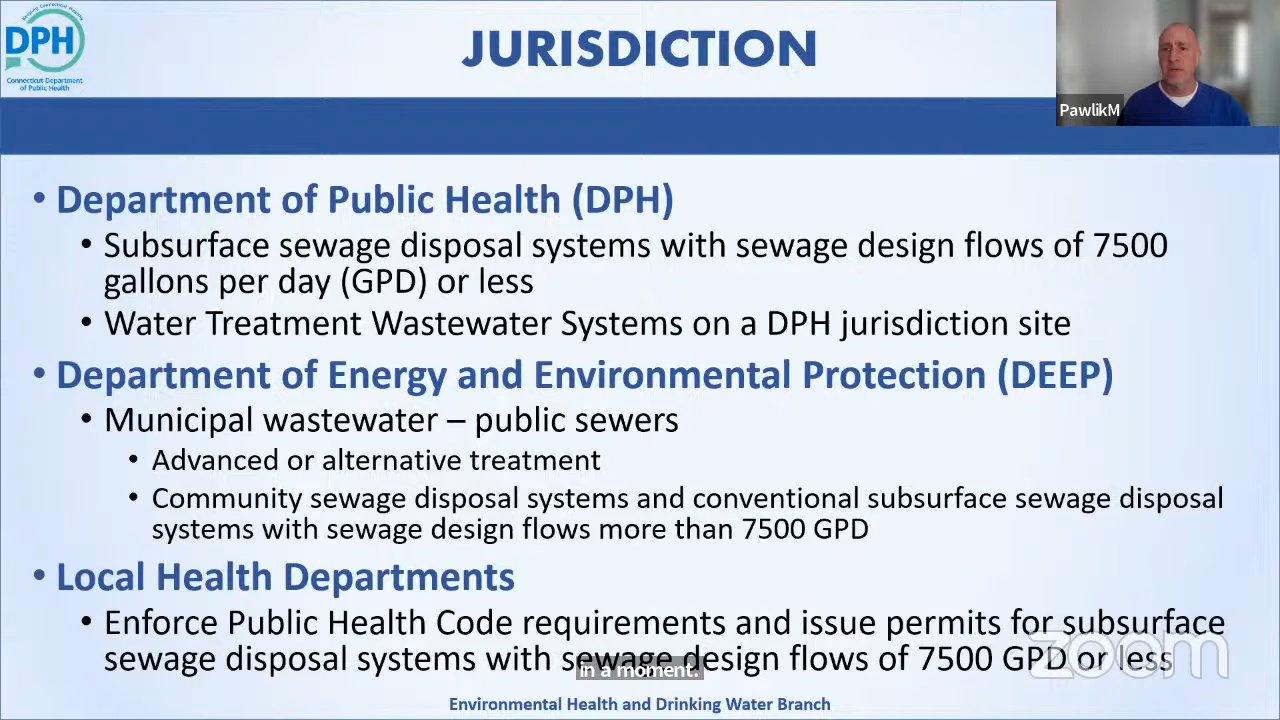 Keeping Connecticut Healthy
DPH
Connecticut Department
of Public Health
JURISDICTION
PawlikM
• Department of Public Health (DPH)
• Subsurface sewage disposal systems with sewage design flows of 7500
gallons per day (GPD) or less
• Water Treatment Wastewater Systems on a DPH jurisdiction site
• Department of Energy and Environmental Protection (DEEP)
• Municipal wastewater – public sewers
• Advanced or alternative treatment
• Community sewage disposal systems and conventional subsurface sewage disposal
systems with sewage design flows more than 7500 GPD
• Local Health Departments
• Enforce Public Health Code requirements and issue permits for subsurface
sewage disposal systems with sewage design flows of 7500 GPD or less
in a moment.
zoom
Environmental Health and Drinking Water Branch